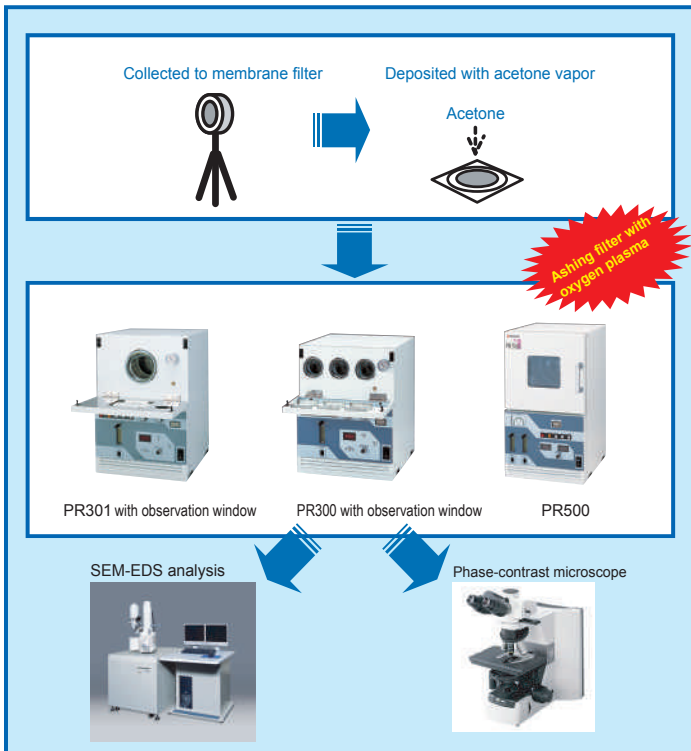 Collected to membrane filter
Deposited with acetone vapor
Acetone
Ashing filter with
oxygen plasma
PR301 with observation window
PR300 with observation window
PR500
SEM-EDS analysis
Phase-contrast microscope